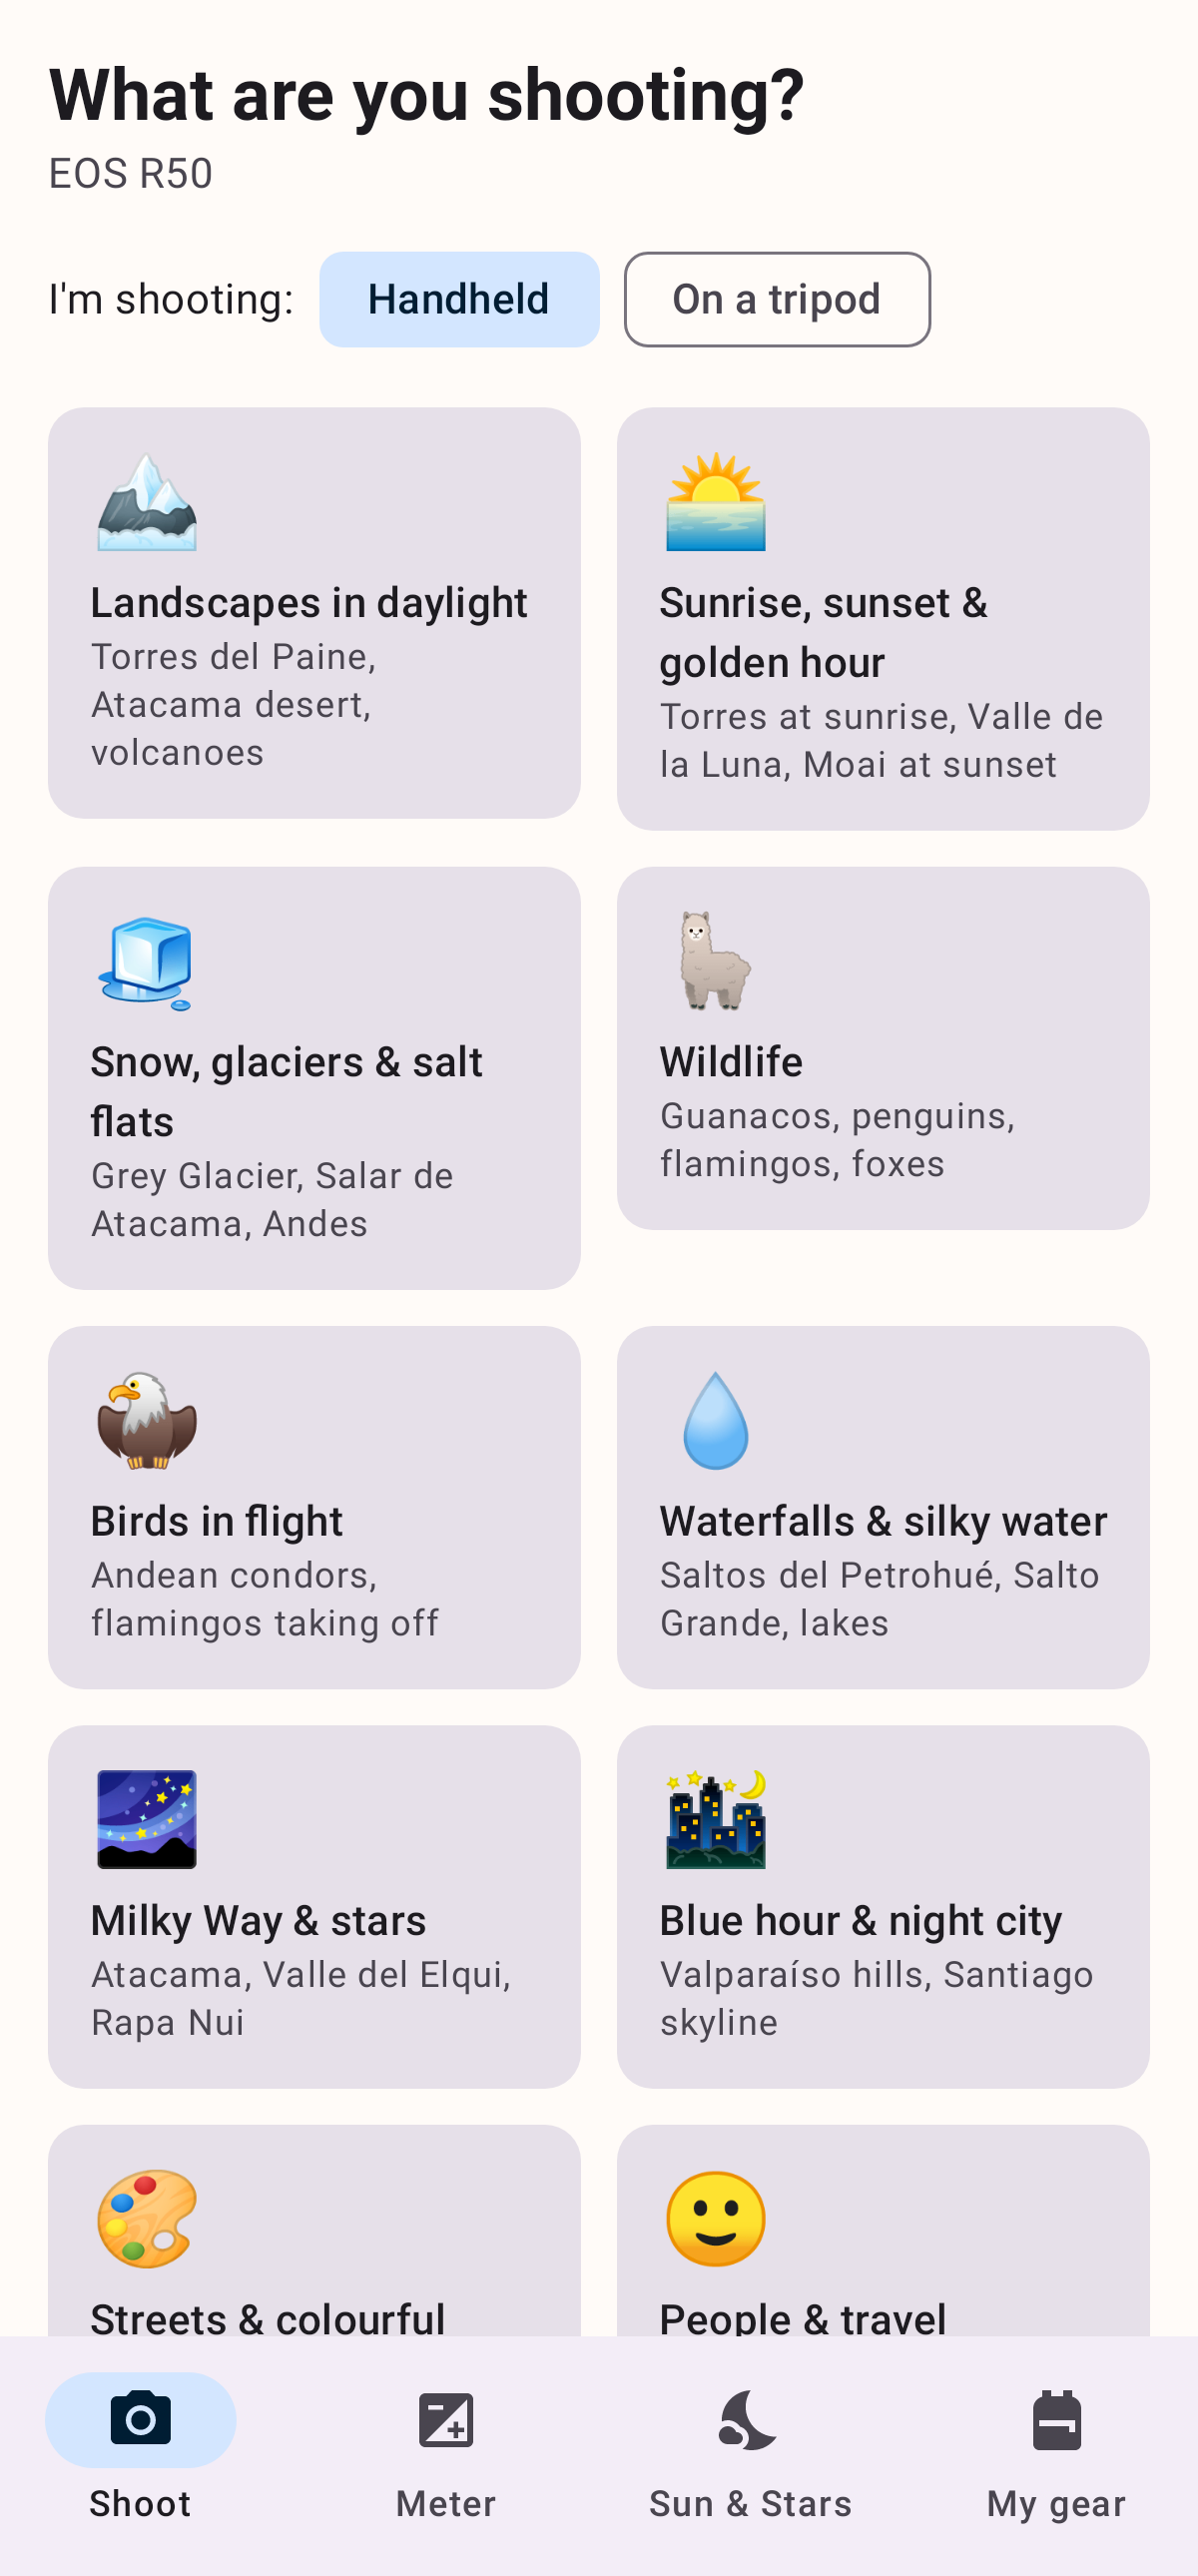 What are you shooting?
EOS R50
I'm shooting: Handheld On a tripod
Landscapes in daylight
Torres del Paine,
Atacama desert,
volcanoes
Sunrise, sunset &
golden hour
Torres at sunrise, Valle de
la Luna, Moai at sunset
Snow, glaciers & salt
flats
Grey Glacier, Salar de
Atacama, Andes
Wildlife
Guanacos, penguins,
flamingos, foxes
Birds in flight
Andean condors,
flamingos taking off
Waterfalls & silky water
Saltos del Petrohué, Salto
Grande, lakes
Milky Way & stars
Atacama, Valle del Elqui,
Rapa Nui
Blue hour & night city
Valparaíso hills, Santiago
skyline
Streets & colourful
People & travel
Shoot
Meter
Sun & Stars
My gear